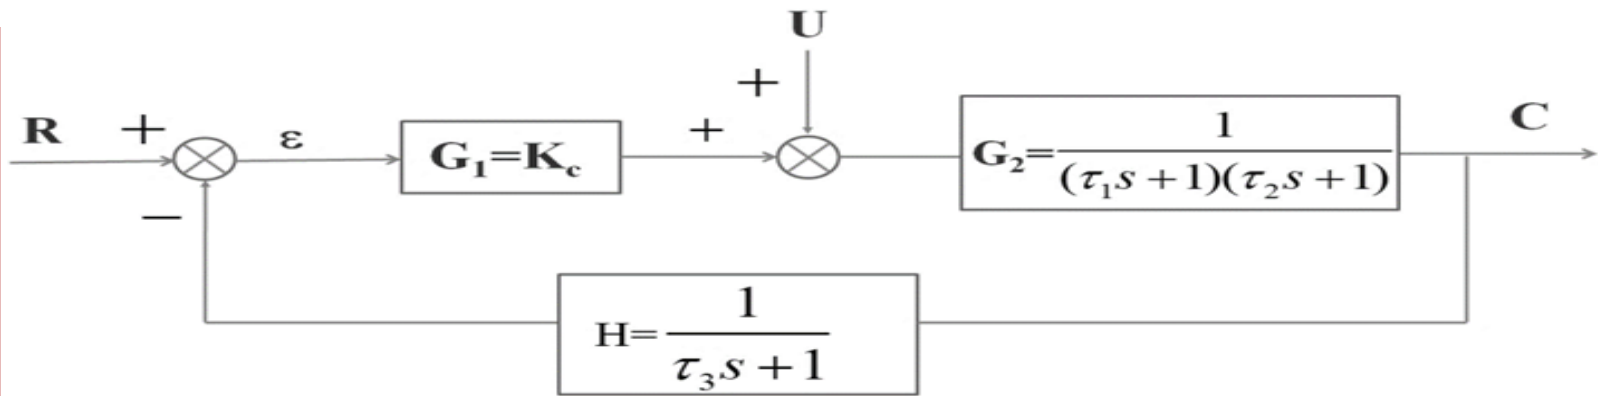 U
+
R + ε G₁=K꜀ + G₂=1/((τ₁s+1)(τ₂s+1)) C
−
H=1/(τ₃s+1)